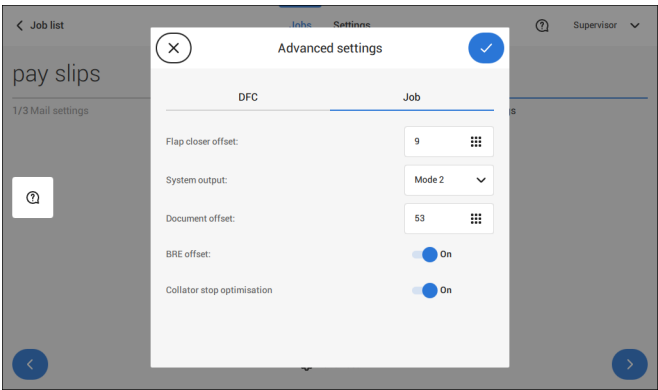 Job list
Jobs
Settings
Supervisor
pay slips
1/3 Mail settings
Advanced settings
DFC
Job
Flap closer offset:
9
System output:
Mode 2
Document offset:
53
BRE offset:
On
Collator stop optimisation
On